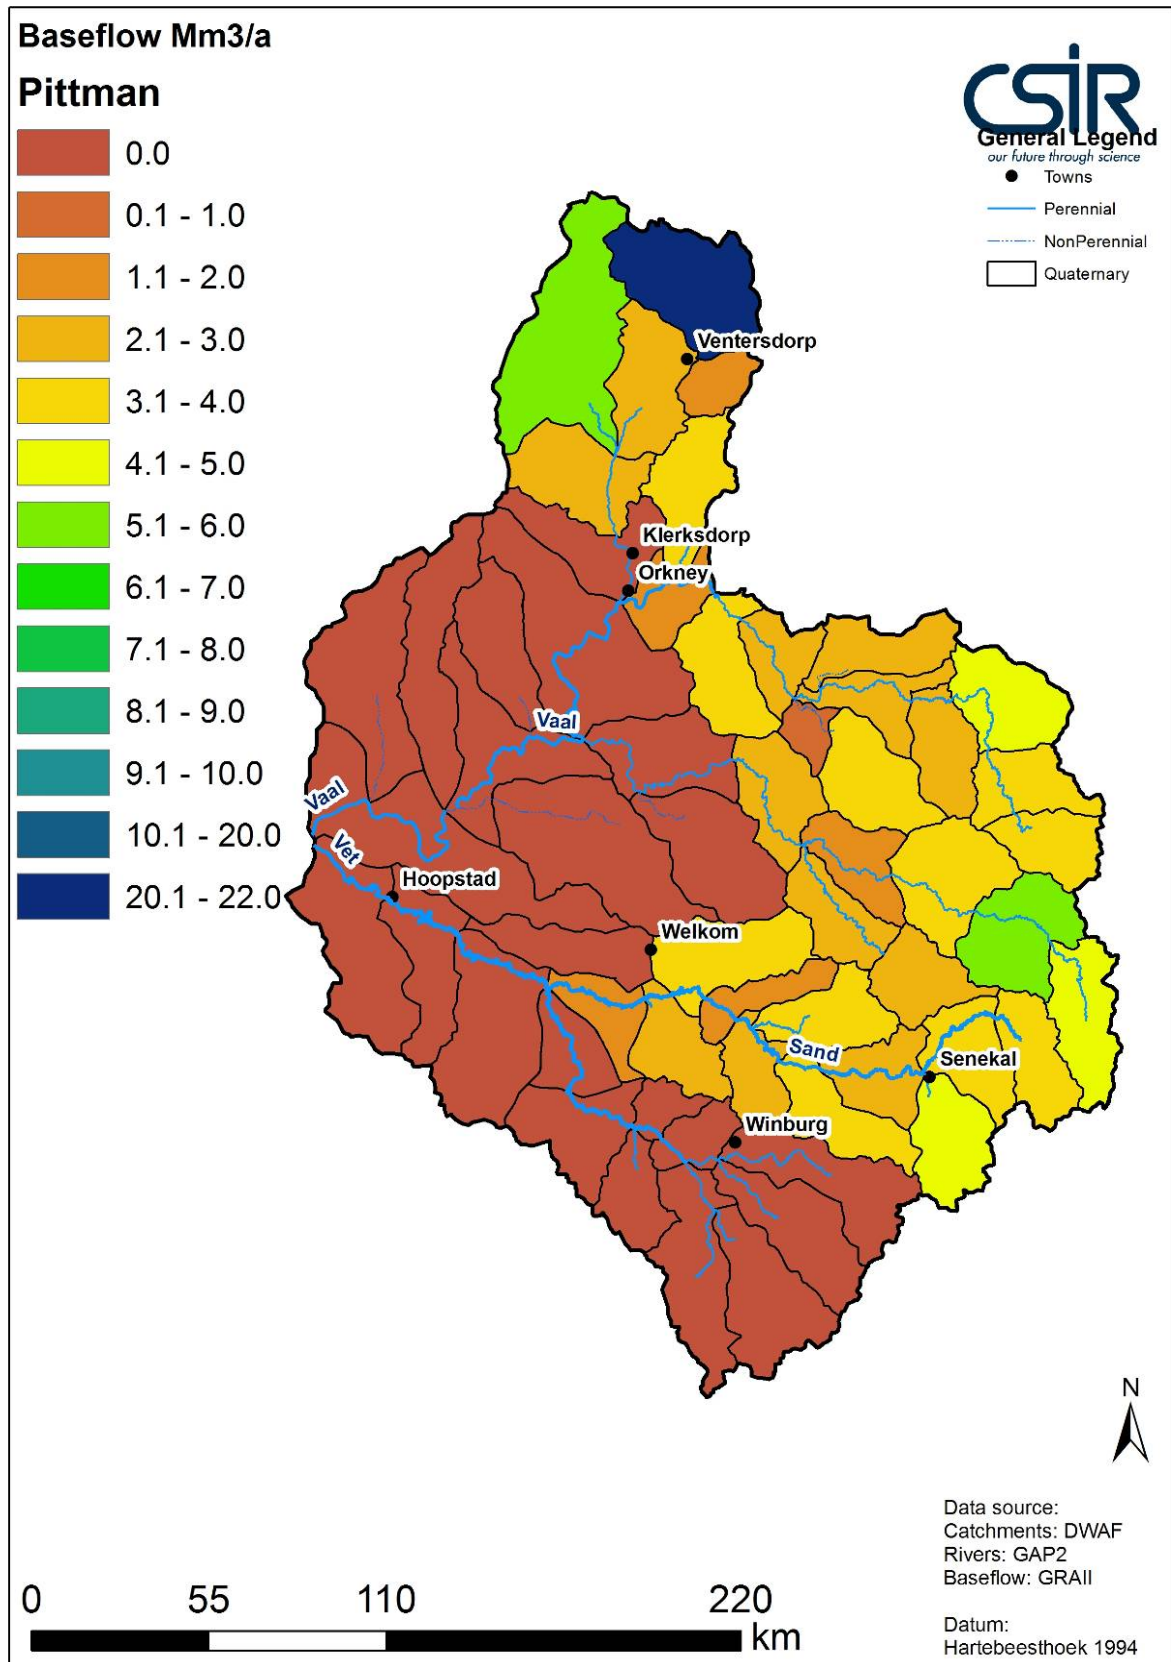 Baseflow Mm3/a
Pittman
0.0
0.1 - 1.0
1.1 - 2.0
2.1 - 3.0
3.1 - 4.0
4.1 - 5.0
5.1 - 6.0
6.1 - 7.0
7.1 - 8.0
8.1 - 9.0
9.1 - 10.0
10.1 - 20.0
20.1 - 22.0
CSIR
General Legend
our future through science
Towns
Perennial
NonPerennial
Quaternary
Ventersdorp
Klerksdorp
Orkney
Vaal
Vaal
Vet
Hoopstad
Welkom
Sand
Senekal
Winburg
N
Data source:
Catchments: DWAF
Rivers: GAP2
Baseflow: GRAII
Datum:
Hartebeesthoek 1994
0 55 110 220
km